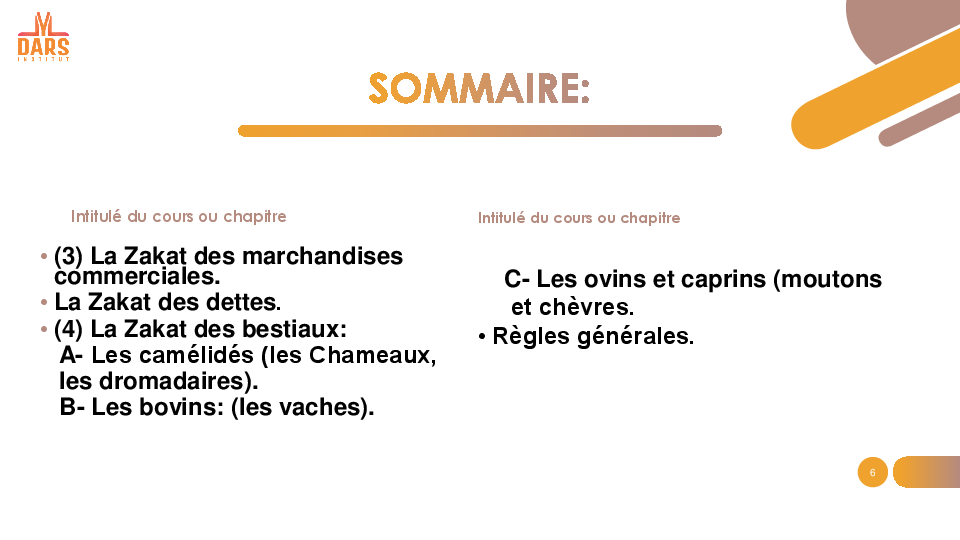 DARS
INSTITUT
SOMMAIRE:
Intitulé du cours ou chapitre
• (3) La Zakat des marchandises
commerciales.
• La Zakat des dettes.
• (4) La Zakat des bestiaux:
A- Les camélidés (les Chameaux,
les dromadaires).
B- Les bovins: (les vaches).
Intitulé du cours ou chapitre
C- Les ovins et caprins (moutons
et chèvres.
• Règles générales.
6